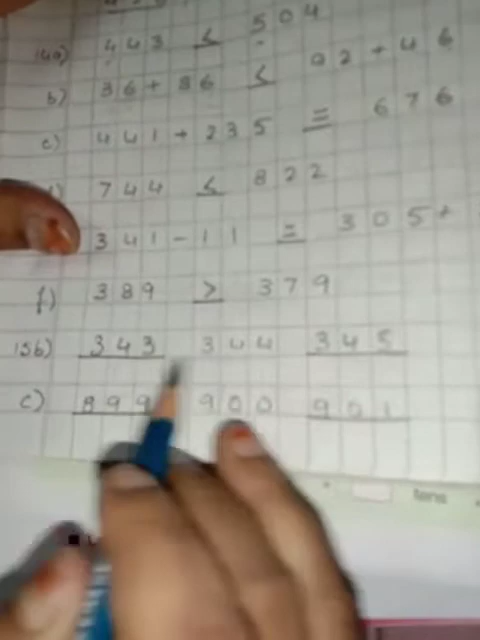 443 < 504
b) 36 + 86 < 92 + 46
c) 441 + 235 = 676
744 < 822
341 - 11 = 305 +
f) 389 > 379
15b) 343 344 345
c) 899 900 901
tens